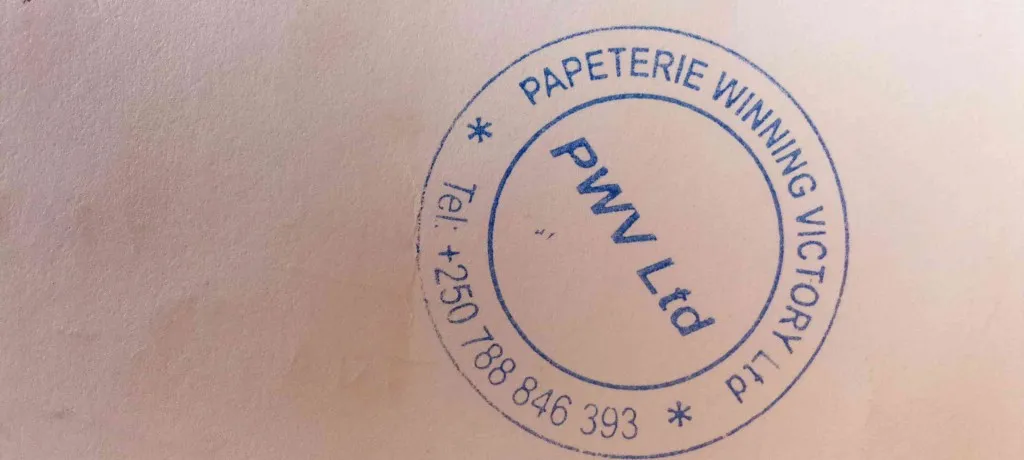 PAPETERIE WINNING VICTORY Ltd
PWV Ltd
Tel: +250 788 846 393